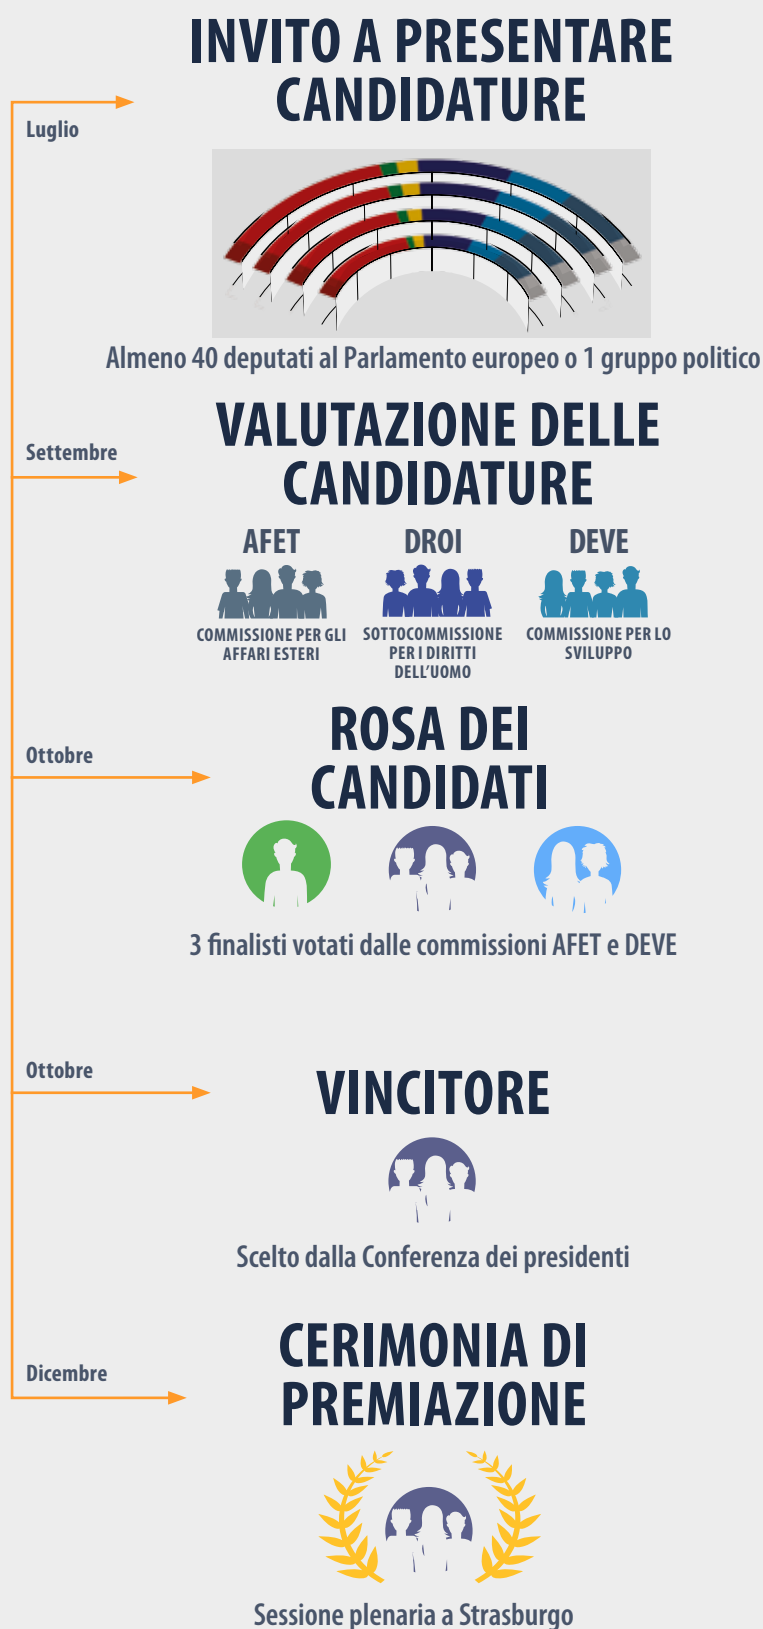 INVITO A PRESENTARE
CANDIDATURE
Luglio
Almeno 40 deputati al Parlamento europeo o 1 gruppo politico
VALUTAZIONE DELLE
CANDIDATURE
Settembre
AFET
COMMISSIONE PER GLI
AFFARI ESTERI
DROI
SOTTOCOMMISSIONE
PER I DIRITTI
DELL'UOMO
DEVE
COMMISSIONE PER LO
SVILUPPO
ROSA DEI
CANDIDATI
Ottobre
3 finalisti votati dalle commissioni AFET e DEVE
Ottobre
VINCITORE
Scelto dalla Conferenza dei presidenti
CERIMONIA DI
PREMIAZIONE
Dicembre
Sessione plenaria a Strasburgo